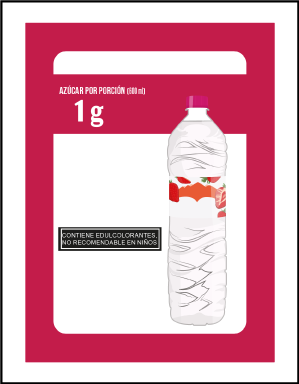 AZÚCAR POR PORCIÓN (600 ml)
1 g
CONTIENE EDULCOLORANTES,
NO RECOMENDABLE EN NIÑOS